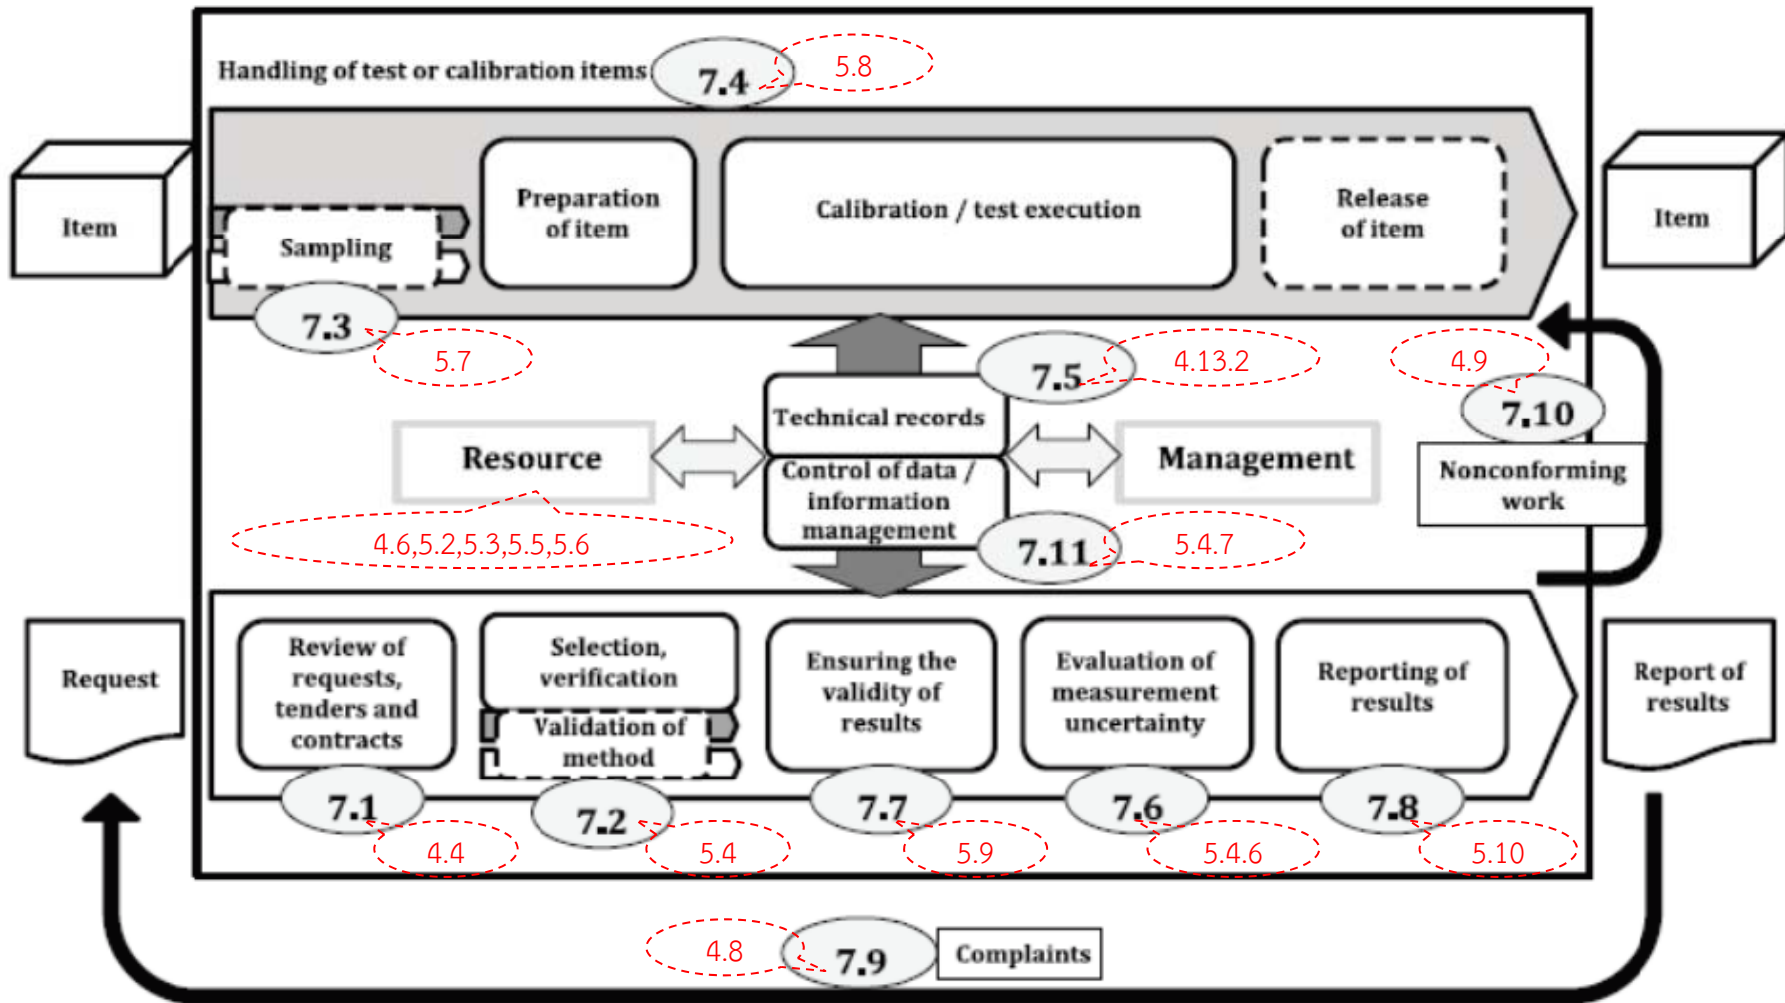 Handling of test or calibration items
7.4
5.8
Item
Sampling
Preparation
of item
Calibration / test execution
Release
of item
Item
7.3
5.7
7.5
4.13.2
4.9
7.10
Technical records
Resource
Management
Control of data /
information
management
Nonconforming
work
4.6,5.2,5.3,5.5,5.6
7.11
5.4.7
Request
Review of
requests,
tenders and
contracts
Selection,
verification
Validation of
method
Ensuring the
validity of
results
Evaluation of
measurement
uncertainty
Reporting of
results
Report of
results
7.1
4.4
7.2
5.4
7.7
5.9
7.6
5.4.6
7.8
5.10
4.8
7.9
Complaints